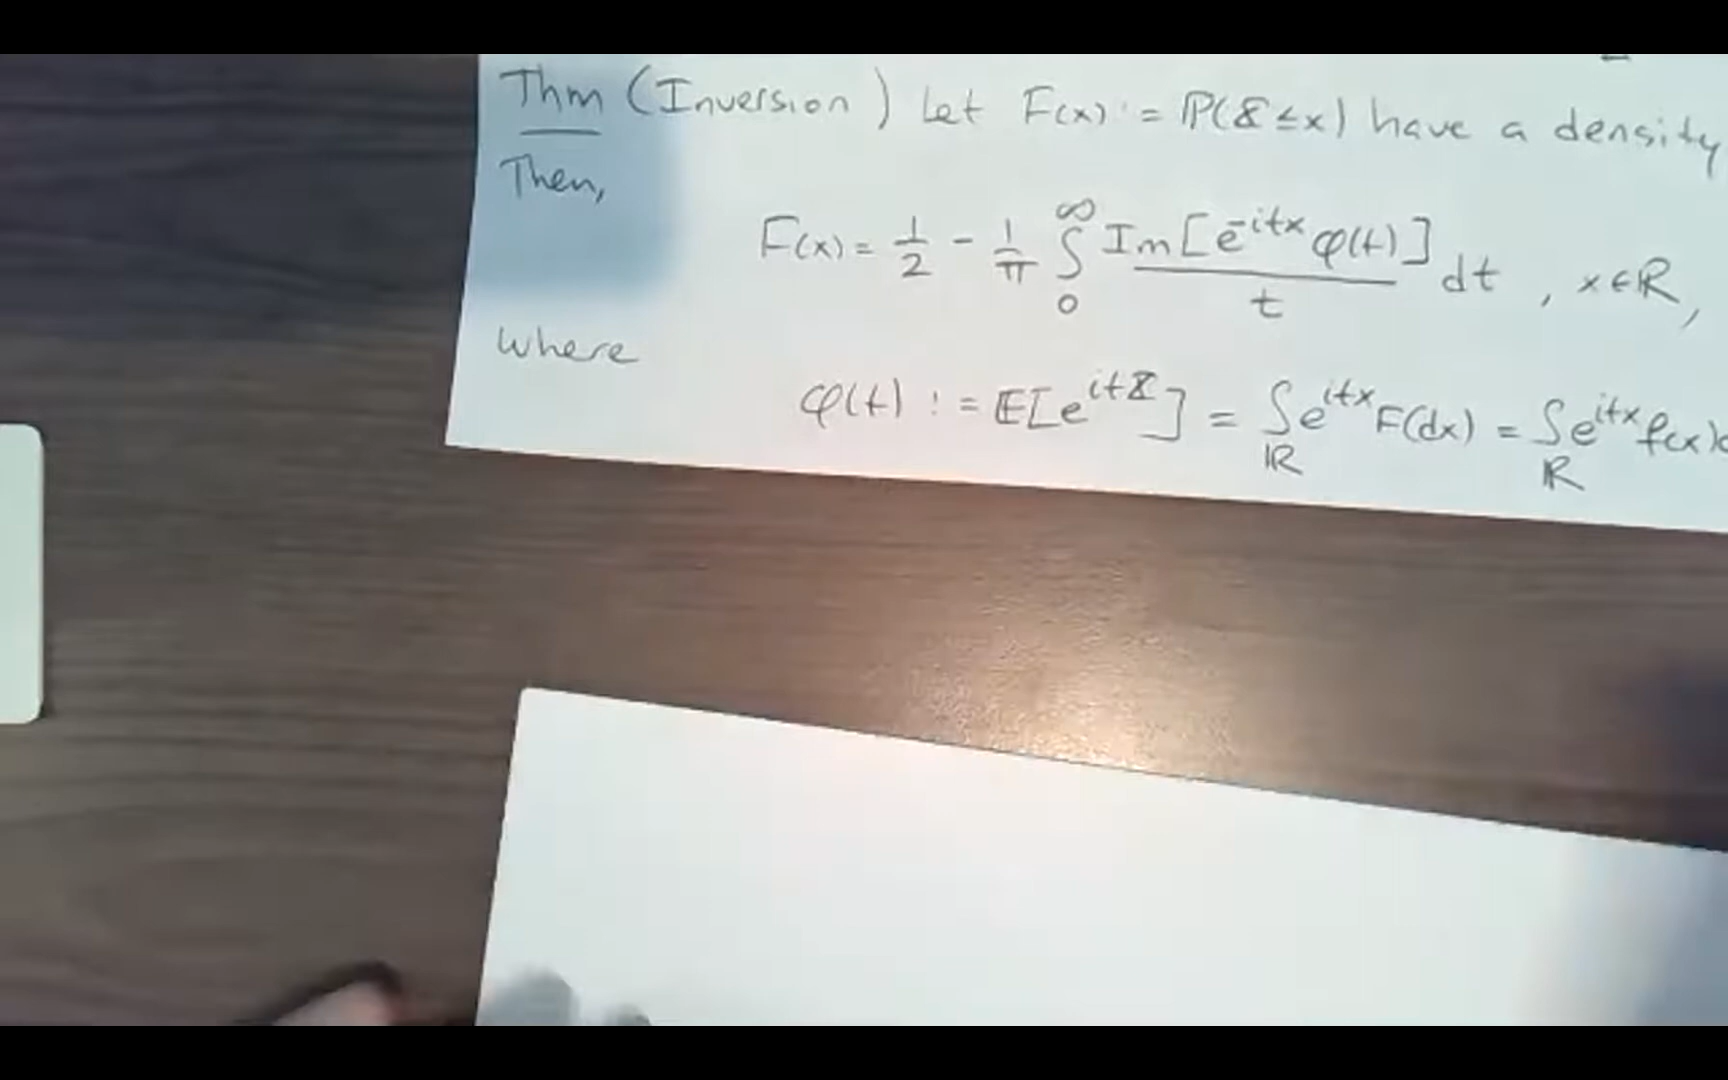 Thm (Inversion) Let F(x) := ℙ(X ≤ x) have a density
Then,
F(x) = 1/2 - 1/π ∫_0^∞ Im[e^{-itx} φ(t)]/t dt , x ∈ ℝ,
where
φ(t) := 𝔼[e^{itX}] = ∫_ℝ e^{itx} F(dx) = ∫_ℝ e^{itx} f(x)